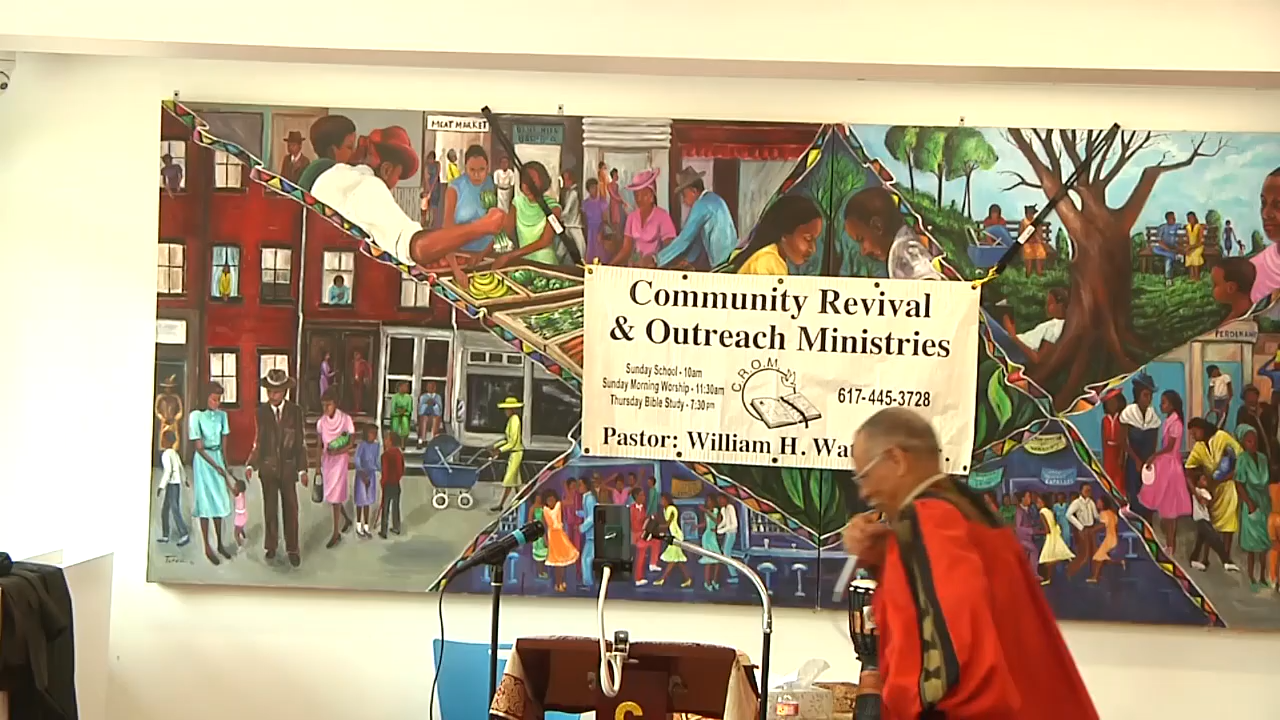 MEAT MARKET
Community Revival
& Outreach Ministries
Sunday School - 10am
Sunday Morning Worship - 11:30am
Thursday Bible Study - 7:30pm
C.R.O.M.
617-445-3728
Pastor: William H.
C